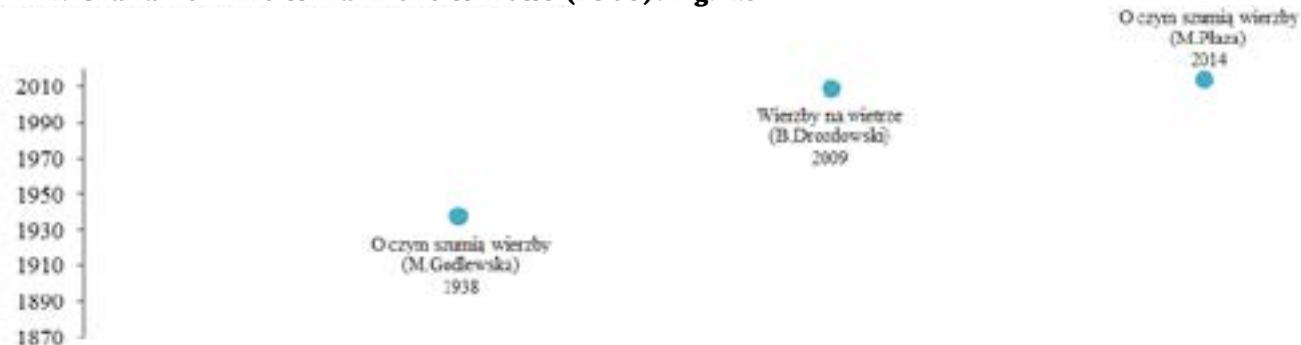 O czym szumią wierzby
(M.Płaza)
2014
2010
1990
Wierzby na wietrze
(B.Drozdowski)
1970
2009
1950
1930
O czym szumią wierzby
(M.Godlewska)
1910
1938
1890
1870